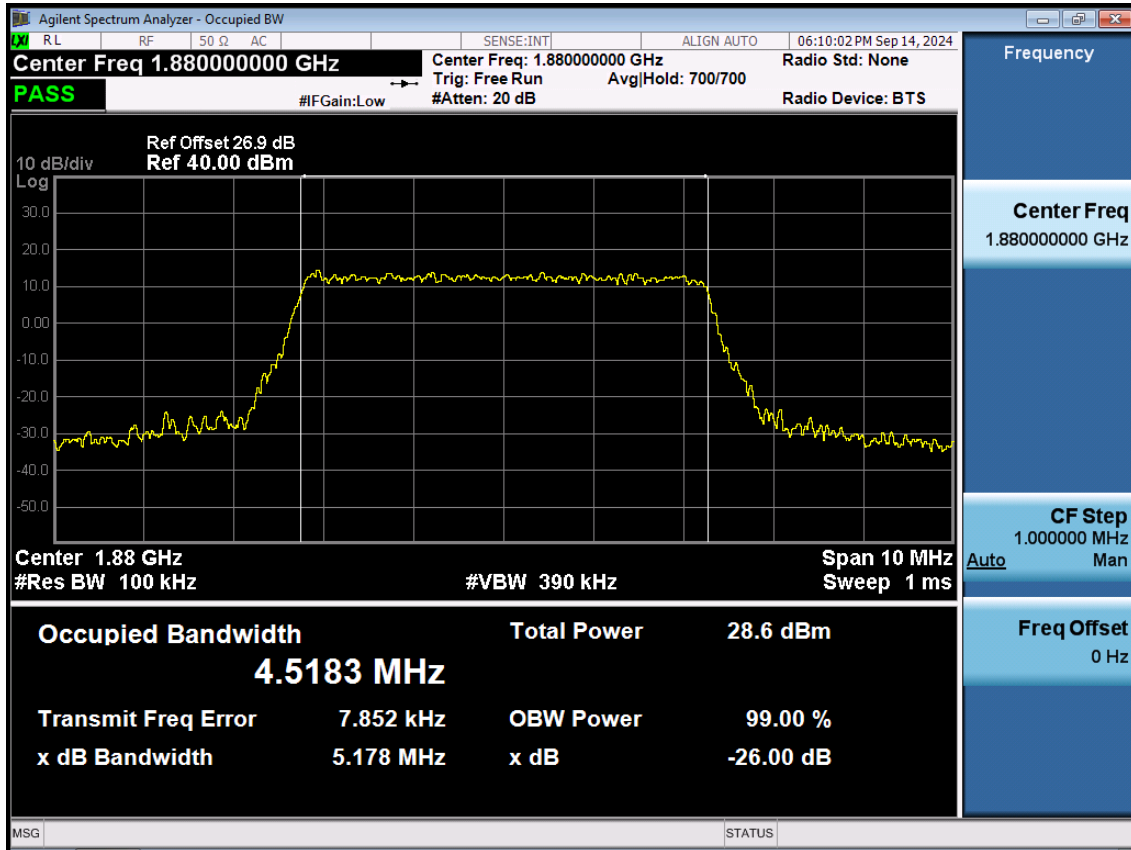 Agilent Spectrum Analyzer - Occupied BW
LXI RL RF 50 Ω AC SENSE:INT ALIGN AUTO 06:10:02 PM Sep 14, 2024
Center Freq 1.880000000 GHz
Center Freq: 1.880000000 GHz Radio Std: None
Trig: Free Run Avg|Hold: 700/700
PASS
#IFGain:Low #Atten: 20 dB Radio Device: BTS
Ref Offset 26.9 dB
10 dB/div Ref 40.00 dBm
Log
30.0
20.0
10.0
0.00
-10.0
-20.0
-30.0
-40.0
-50.0
Center 1.88 GHz Span 10 MHz
#Res BW 100 kHz #VBW 390 kHz Sweep 1 ms
Occupied Bandwidth Total Power 28.6 dBm
4.5183 MHz
Transmit Freq Error 7.852 kHz OBW Power 99.00 %
x dB Bandwidth 5.178 MHz x dB -26.00 dB
MSG STATUS
Frequency
Center Freq
1.880000000 GHz
CF Step
1.000000 MHz
Auto Man
Freq Offset
0 Hz